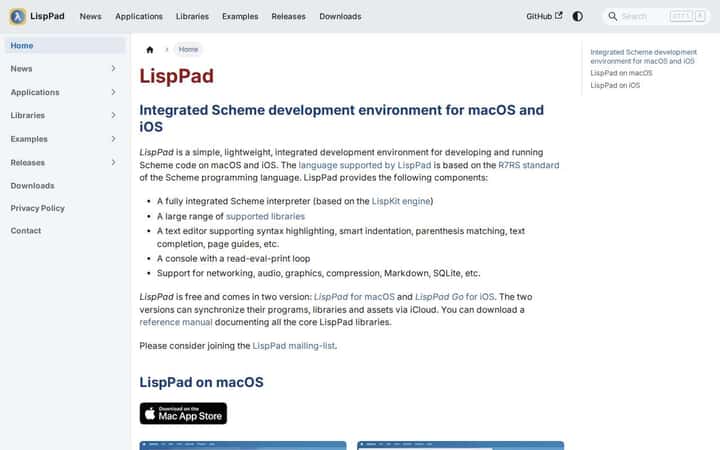 LispPad News Applications Libraries Examples Releases Downloads GitHub Search ctrl K
Home
News
Applications
Libraries
Examples
Releases
Downloads
Privacy Policy
Contact
Home
LispPad
Integrated Scheme development environment for macOS and
iOS
LispPad is a simple, lightweight, integrated development environment for developing and running
Scheme code on macOS and iOS. The language supported by LispPad is based on the R7RS standard
of the Scheme programming language. LispPad provides the following components:
• A fully integrated Scheme interpreter (based on the LispKit engine)
• A large range of supported libraries
• A text editor supporting syntax highlighting, smart indentation, parenthesis matching, text
completion, page guides, etc.
• A console with a read-eval-print loop
• Support for networking, audio, graphics, compression, Markdown, SQLite, etc.
LispPad is free and comes in two version: LispPad for macOS and LispPad Go for iOS. The two
versions can synchronize their programs, libraries and assets via iCloud. You can download a
reference manual documenting all the core LispPad libraries.
Please consider joining the LispPad mailing-list.
LispPad on macOS
Download on the
Mac App Store
Integrated Scheme development
environment for macOS and iOS
LispPad on macOS
LispPad on iOS